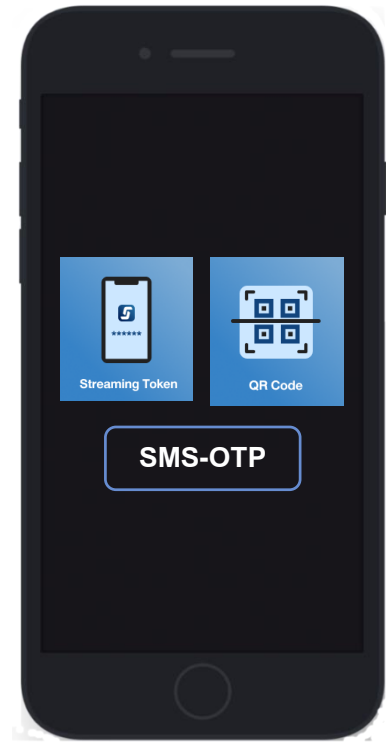 ******
Streaming Token
QR Code
SMS-OTP